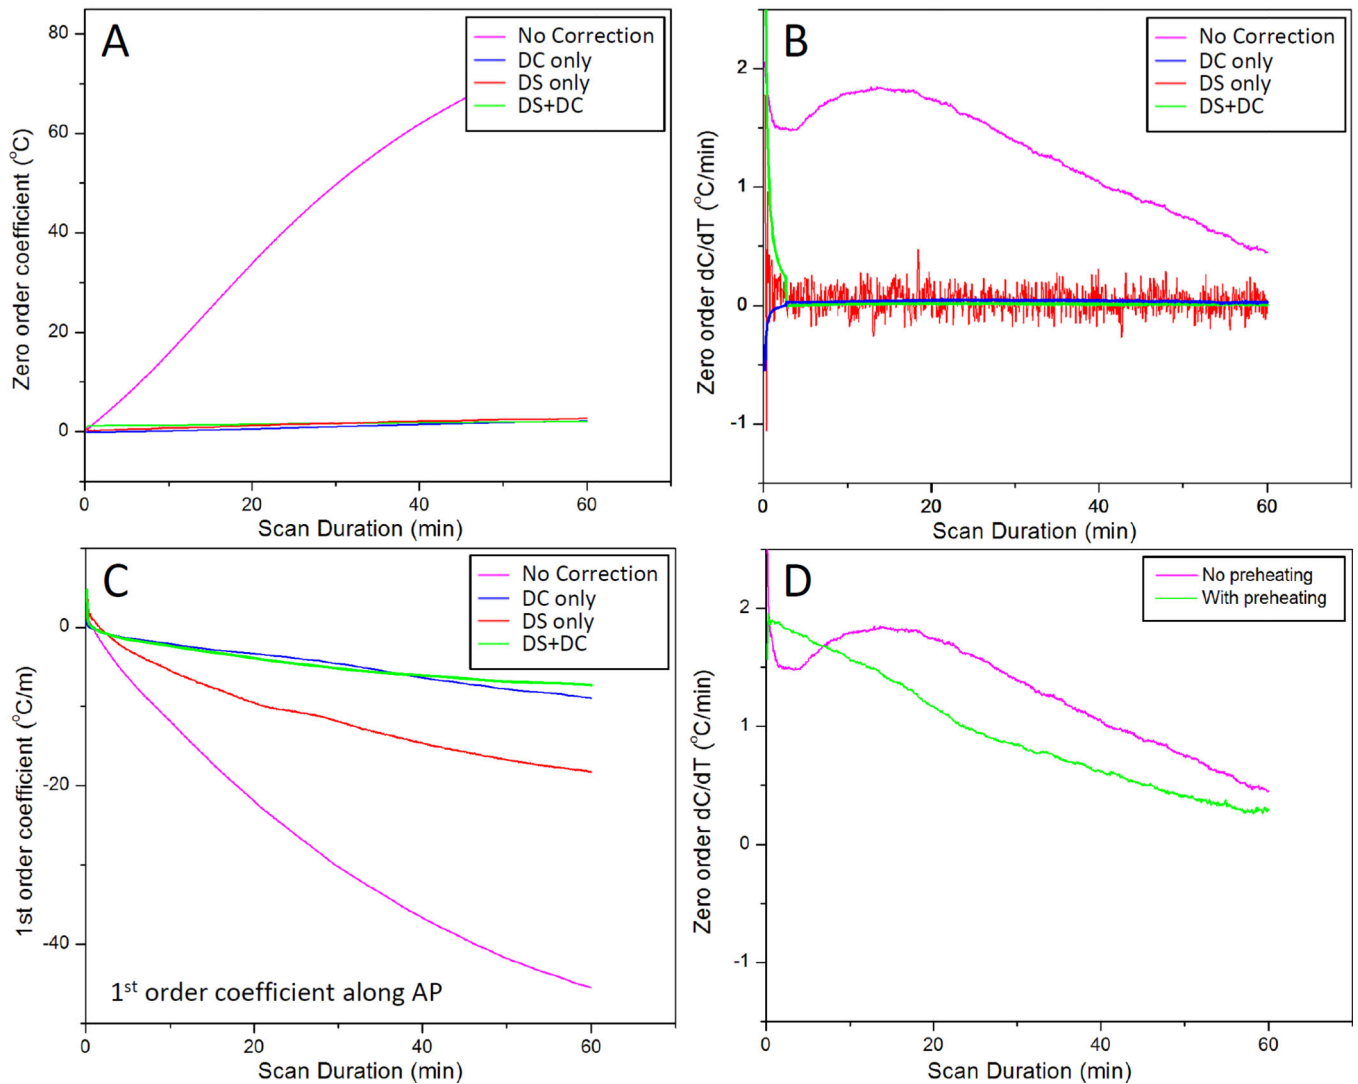 A
No Correction
DC only
DS only
DS+DC
80
60
40
20
0
Zero order coefficient (°C)
0 20 40 60
Scan Duration (min)
B
No Correction
DC only
DS only
DS+DC
2
1
0
-1
Zero order dC/dT (°C/min)
0 20 40 60
Scan Duration (min)
C
No Correction
DC only
DS only
DS+DC
0
-20
-40
1st order coefficient (°C/m)
1st order coefficient along AP
0 20 40 60
Scan Duration (min)
D
No preheating
With preheating
2
1
0
-1
Zero order dC/dT (°C/min)
0 20 40 60
Scan Duration (min)